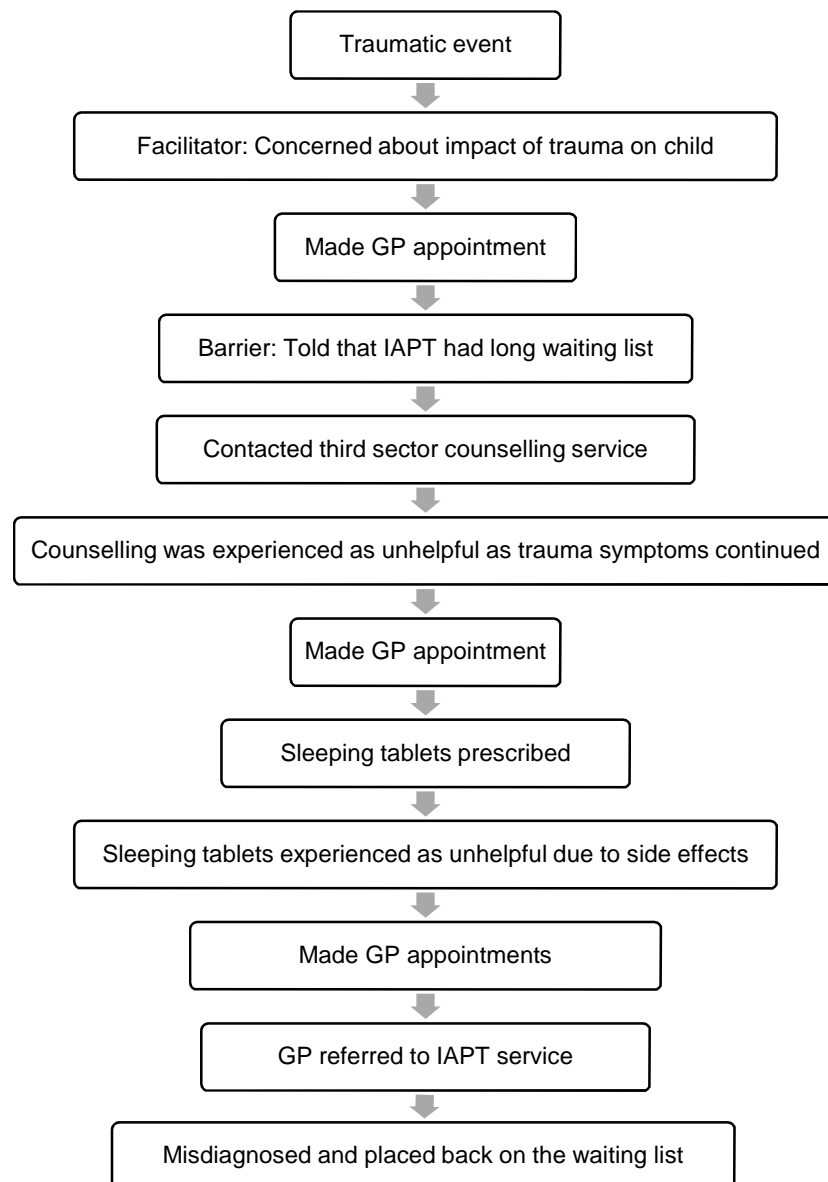 Traumatic event
Facilitator: Concerned about impact of trauma on child
Made GP appointment
Barrier: Told that IAPT had long waiting list
Contacted third sector counselling service
Counselling was experienced as unhelpful as trauma symptoms continued
Made GP appointment
Sleeping tablets prescribed
Sleeping tablets experienced as unhelpful due to side effects
Made GP appointments
GP referred to IAPT service
Misdiagnosed and placed back on the waiting list